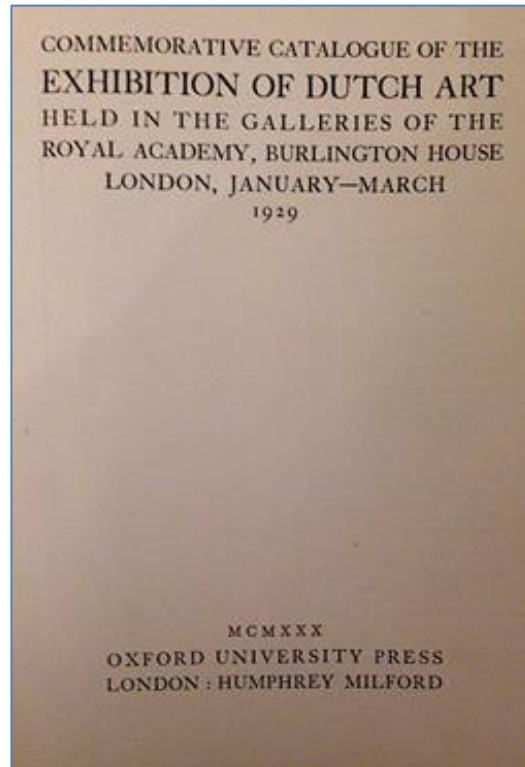 COMMEMORATIVE CATALOGUE OF THE
EXHIBITION OF DUTCH ART
HELD IN THE GALLERIES OF THE
ROYAL ACADEMY, BURLINGTON HOUSE
LONDON, JANUARY—MARCH
1929
MCMXXX
OXFORD UNIVERSITY PRESS
LONDON : HUMPHREY MILFORD